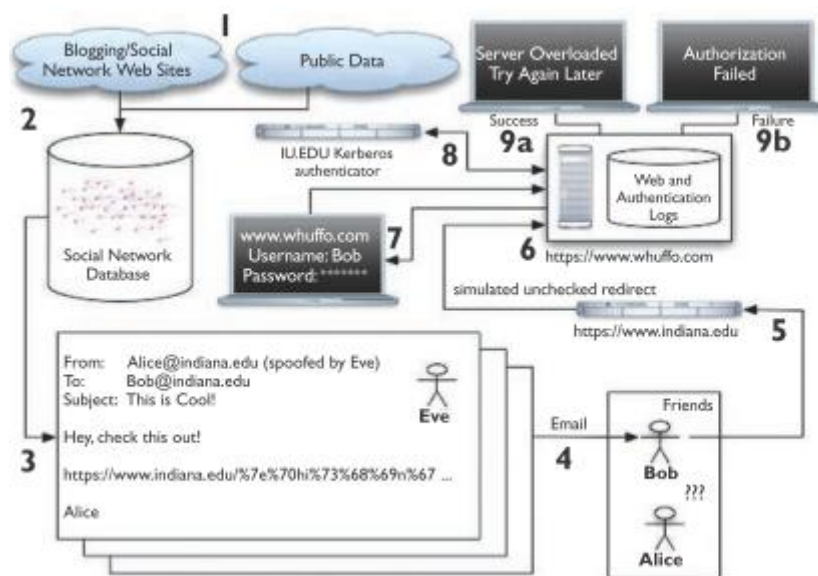 1
Blogging/Social
Network Web Sites
Public Data
Server Overloaded
Try Again Later
Authorization
Failed
2
Success
9a
Failure
9b
IU.EDU Kerberos
authenticator
8
Web and
Authentication
Logs
Social Network
Database
www.whuffo.com
Username: Bob
Password: *******
7
6
https://www.whuffo.com
simulated unchecked redirect
https://www.indiana.edu
5
From: Alice@indiana.edu (spoofed by Eve)
To: Bob@indiana.edu
Subject: This is Cool!
Eve
Hey, check this out!
3
https://www.indiana.edu/%7e%70hi%73%68%69n%67 ...
Alice
Email
4
Friends
Bob
???
Alice